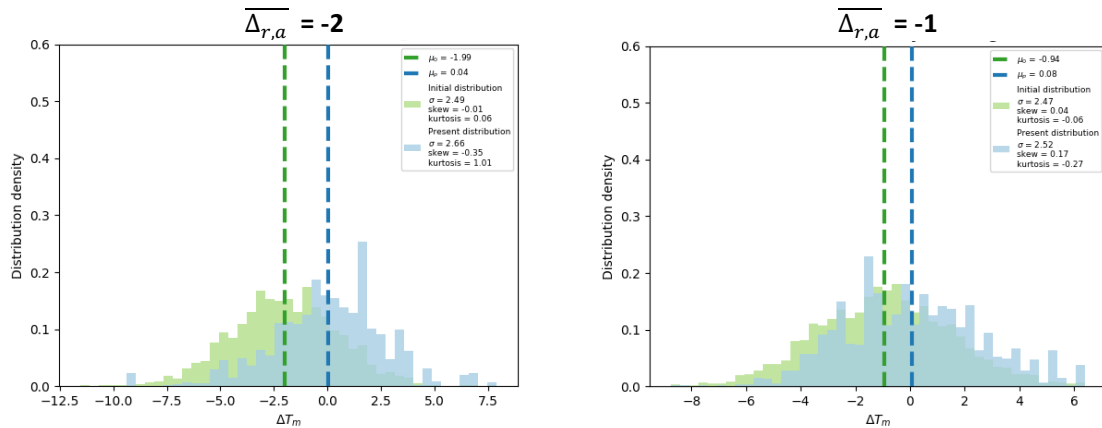 Δr,a = -2
0.6
0.5
0.4
0.3
0.2
0.1
0.0
Distribution density
μ₀ = -1.99
μₚ = 0.04
Initial distribution
σ = 2.49
skew = -0.01
kurtosis = 0.06
Present distribution
σ = 2.66
skew = -0.35
kurtosis = 1.01
−12.5 −10.0 −7.5 −5.0 −2.5 0.0 2.5 5.0 7.5
ΔTₘ
Δr,a = -1
0.6
0.5
0.4
0.3
0.2
0.1
0.0
Distribution density
μ₀ = -0.94
μₚ = 0.08
Initial distribution
σ = 2.47
skew = 0.04
kurtosis = -0.06
Present distribution
σ = 2.52
skew = 0.17
kurtosis = -0.27
−8 −6 −4 −2 0 2 4 6
ΔTₘ